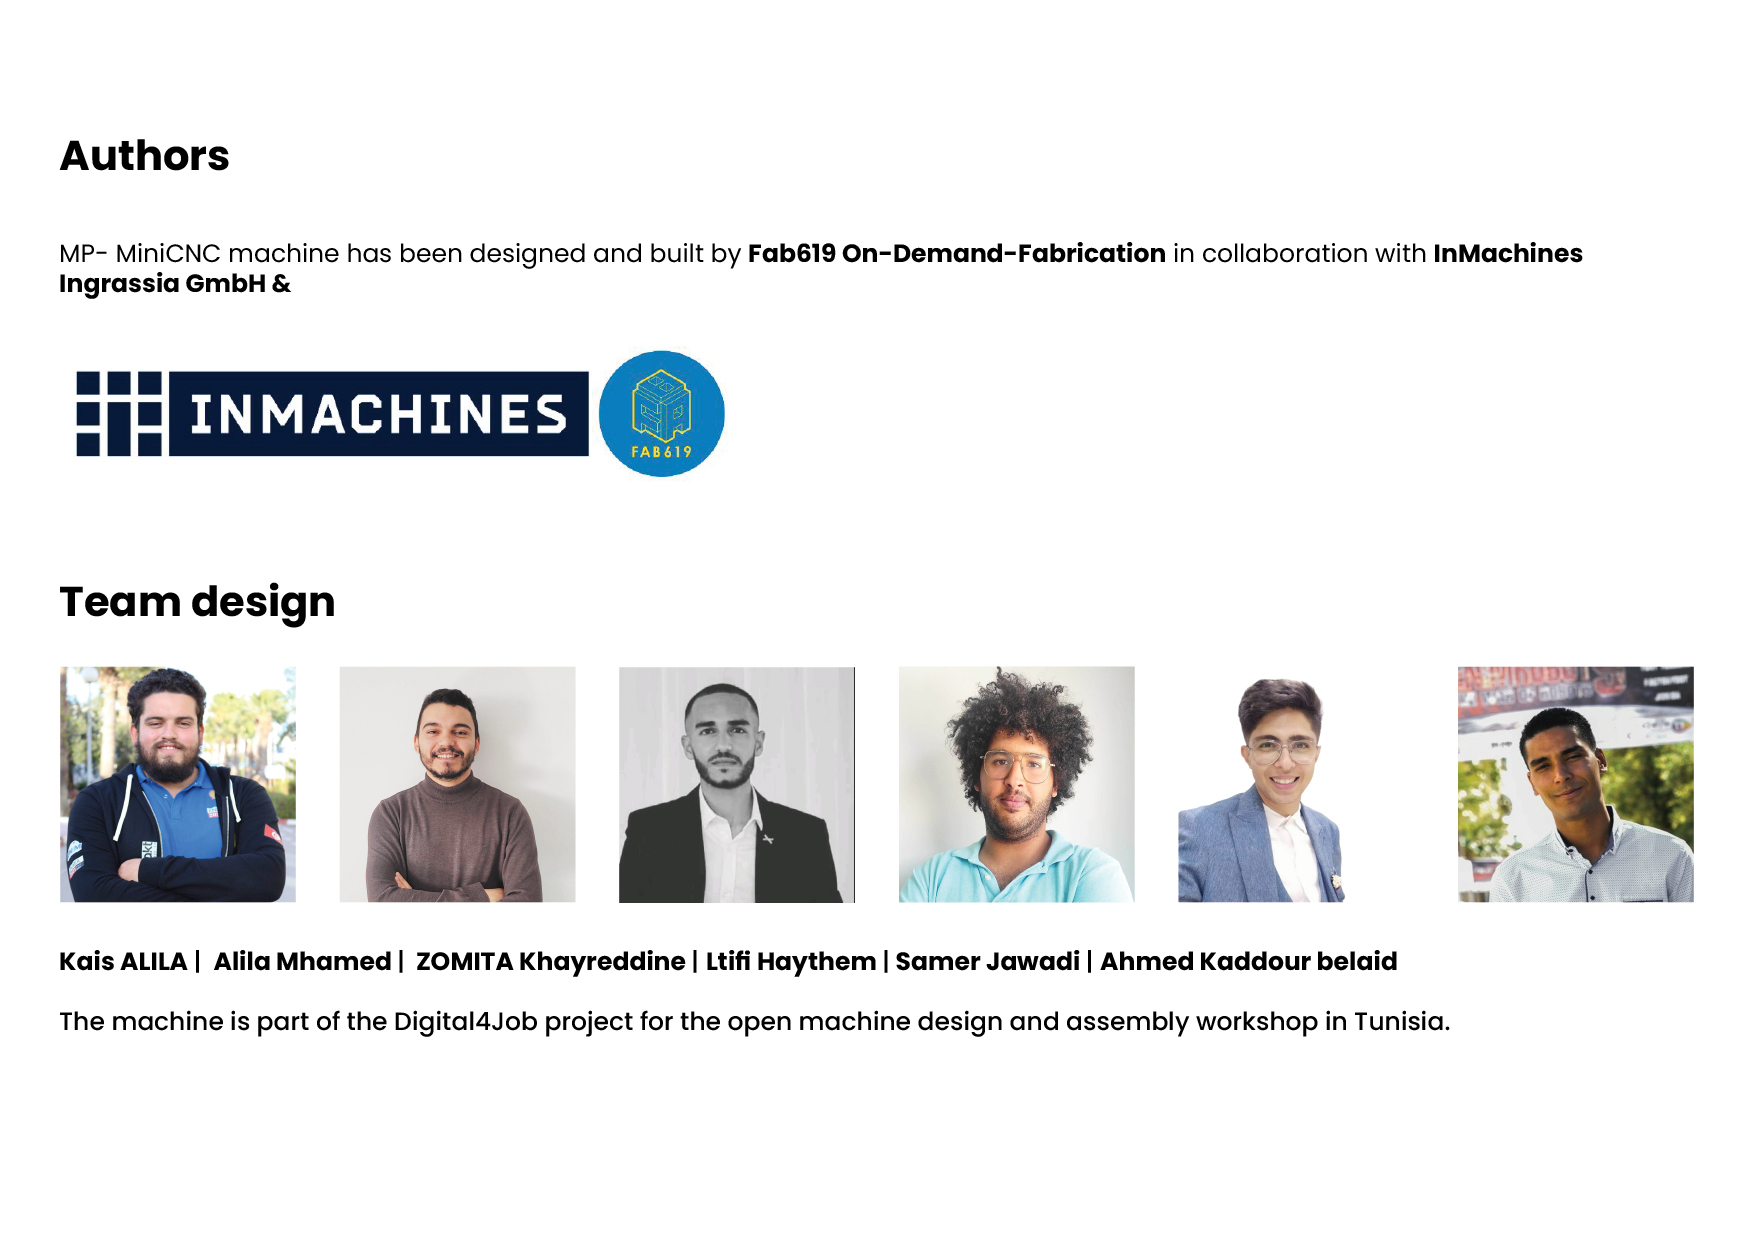 Authors
MP- MiniCNC machine has been designed and built by Fab619 On-Demand-Fabrication in collaboration with InMachines
Ingrassia GmbH &
INMACHINES
FAB619
Team design
Kais ALILA | Alila Mhamed | ZOMITA Khayreddine | Ltifi Haythem | Samer Jawadi | Ahmed Kaddour belaid
The machine is part of the Digital4Job project for the open machine design and assembly workshop in Tunisia.